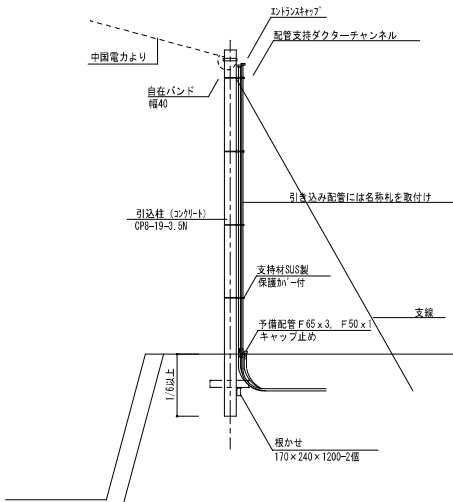 エントランスキャップ
配管支持ダクターチャンネル
中国電力より
自在バンド
幅40
引き込み配管には名称札を取付け
引込柱 (コンクリート)
CP8-19-3.5N
支持材SUS製
保護カバー付
支線
予備配管 F65x3, F50x1
キャップ止め
1/6以上
根かせ
170×240×1200-2個